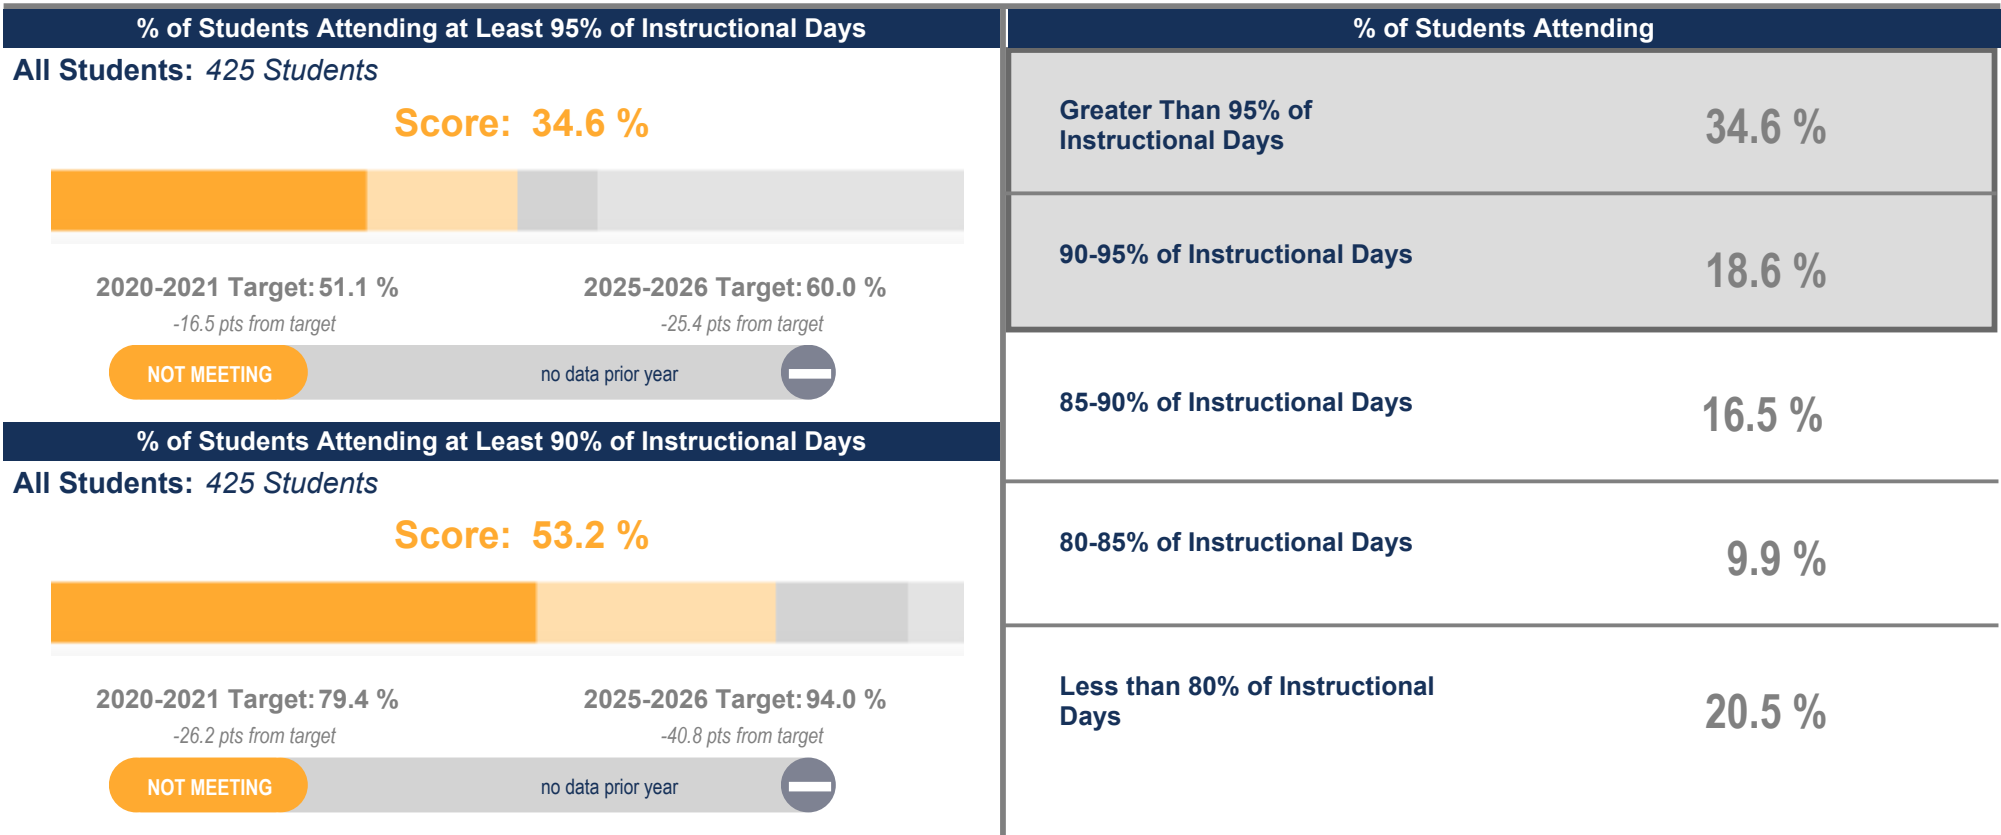 % of Students Attending at Least 95% of Instructional Days
All Students: 425 Students
Score: 34.6 %
2020-2021 Target: 51.1 %
-16.5 pts from target
2025-2026 Target: 60.0 %
-25.4 pts from target
NOT MEETING
no data prior year
% of Students Attending at Least 90% of Instructional Days
All Students: 425 Students
Score: 53.2 %
2020-2021 Target: 79.4 %
-26.2 pts from target
2025-2026 Target: 94.0 %
-40.8 pts from target
NOT MEETING
no data prior year
% of Students Attending
Greater Than 95% of
Instructional Days
34.6 %
90-95% of Instructional Days
18.6 %
85-90% of Instructional Days
16.5 %
80-85% of Instructional Days
9.9 %
Less than 80% of Instructional
Days
20.5 %